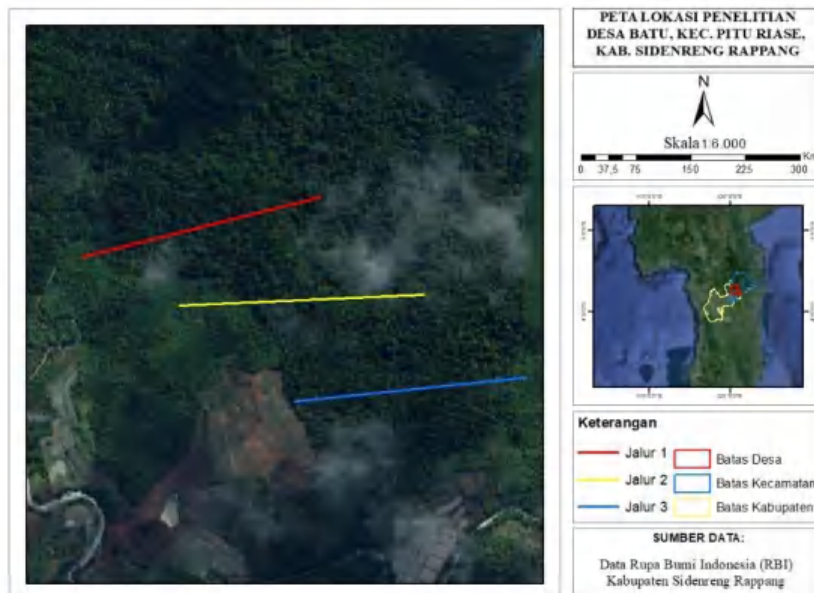 PETA LOKASI PENELITIAN
DESA BATU, KEC. PITU RIASE,
KAB. SIDENRENG RAPPANG
N
Skala 1:6.000
Km
0 37,5 75 150 225 300
Keterangan
Jalur 1 Batas Desa
Jalur 2 Batas Kecamatan
Jalur 3 Batas Kabupaten
SUMBER DATA:
Data Rupa Bumi Indonesia (RBI)
Kabupaten Sidenreng Rappang